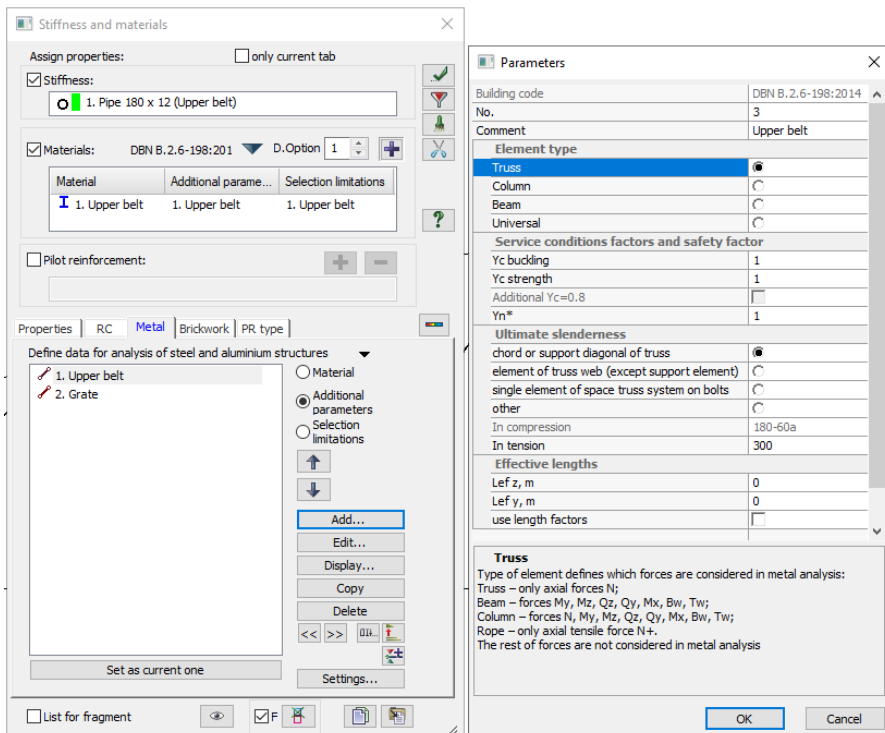 Stiffness and materials
Assign properties: only current tab
Stiffness:
1. Pipe 180 x 12 (Upper belt)
Materials: DBN B.2.6-198:201 D.Option 1
Material Additional parame... Selection limitations
1. Upper belt 1. Upper belt 1. Upper belt
?
Pilot reinforcement:
Properties RC Metal Brickwork PR type
Define data for analysis of steel and aluminium structures
1. Upper belt
2. Grate
Material
Additional
parameters
Selection
limitations
Add...
Edit...
Display...
Copy
Delete
<< >>
Set as current one
Settings...
List for fragment
F
Parameters
Building code DBN B.2.6-198:2014
No. 3
Comment Upper belt
Element type
Truss
Column
Beam
Universal
Service conditions factors and safety factor
Yc buckling 1
Yc strength 1
Additional Yc=0.8
Yn* 1
Ultimate slenderness
chord or support diagonal of truss
element of truss web (except support element)
single element of space truss system on bolts
other
In compression 180-60a
In tension 300
Effective lengths
Lef z, m 0
Lef y, m 0
use length factors
Truss
Type of element defines which forces are considered in metal analysis:
Truss – only axial forces N;
Beam – forces My, Mz, Qz, Qy, Mx, Bw, Tw;
Column – forces N, My, Mz, Qz, Qy, Mx, Bw, Tw;
Rope – only axial tensile force N+.
The rest of forces are not considered in metal analysis
OK Cancel